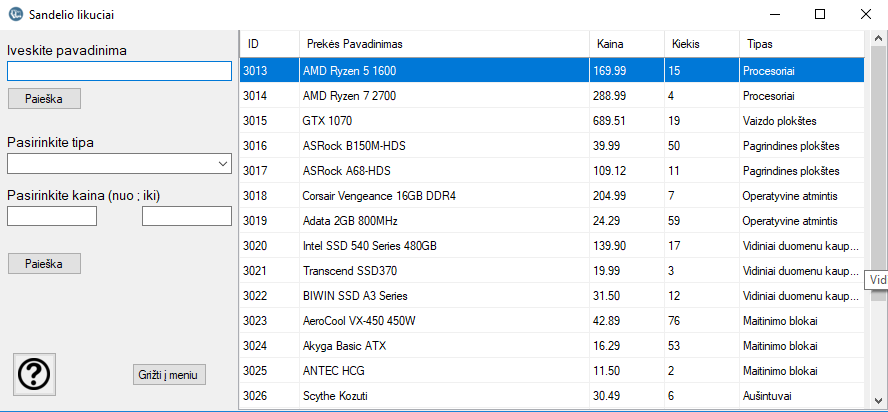 Sandelio likuciai
Iveskite pavadinima
Paieška
Pasirinkite tipa
Pasirinkite kaina (nuo ; iki)
Paieška
Grižti į meniu
ID Prekės Pavadinimas Kaina Kiekis Tipas
3013 AMD Ryzen 5 1600 169.99 15 Procesoriai
3014 AMD Ryzen 7 2700 288.99 4 Procesoriai
3015 GTX 1070 689.51 19 Vaizdo plokštes
3016 ASRock B150M-HDS 39.99 50 Pagrindines plokštes
3017 ASRock A68-HDS 109.12 11 Pagrindines plokštes
3018 Corsair Vengeance 16GB DDR4 204.99 7 Operatyvine atmintis
3019 Adata 2GB 800MHz 24.29 59 Operatyvine atmintis
3020 Intel SSD 540 Series 480GB 139.90 17 Vidiniai duomenu kaup...
3021 Transcend SSD370 19.99 3 Vidiniai duomenu kaup...
3022 BIWIN SSD A3 Series 31.50 12 Vidiniai duomenu kaup...
3023 AeroCool VX-450 450W 42.89 76 Maitinimo blokai
3024 Akyga Basic ATX 16.29 53 Maitinimo blokai
3025 ANTEC HCG 11.50 2 Maitinimo blokai
3026 Scythe Kozuti 30.49 6 Aušintuvai
Vid